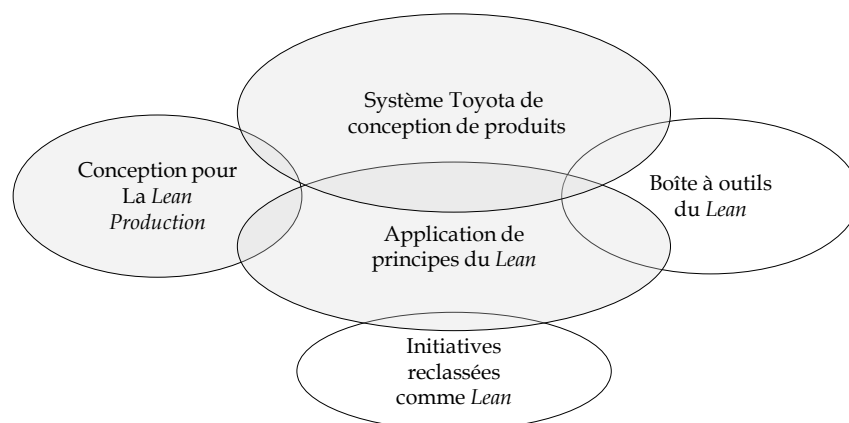 Système Toyota de
conception de produits
Conception pour
La Lean
Production
Boîte à outils
du Lean
Application de
principes du Lean
Initiatives
reclassées
comme Lean